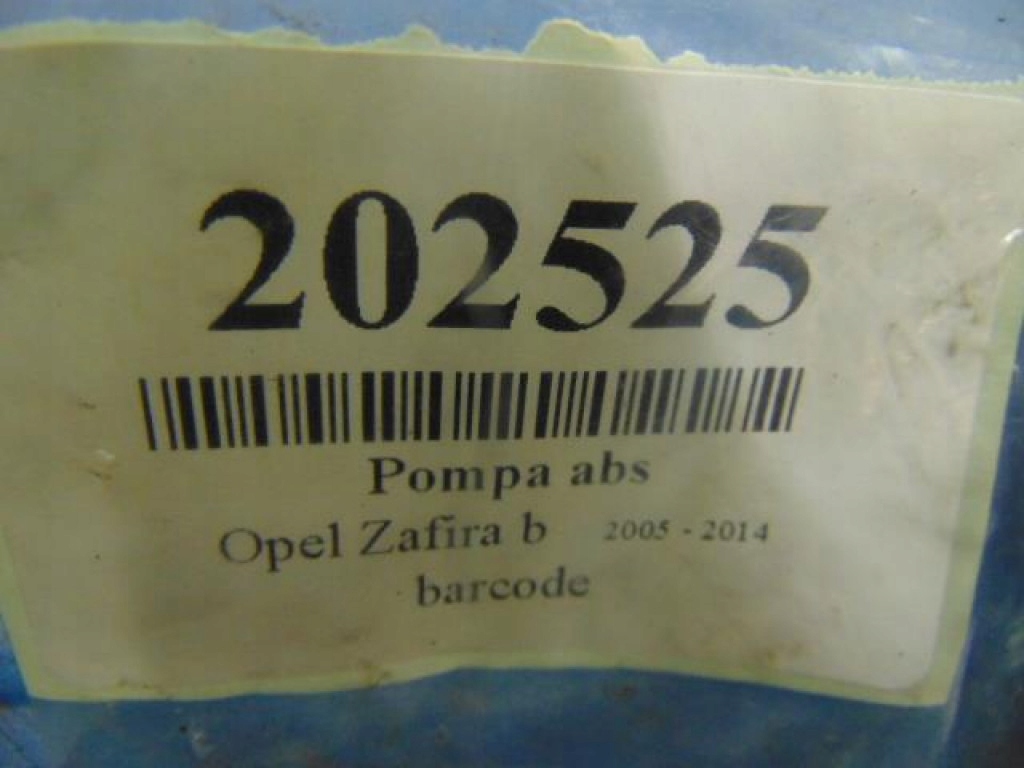 202525
Pompa abs
Opel Zafira b 2005 - 2014
barcode